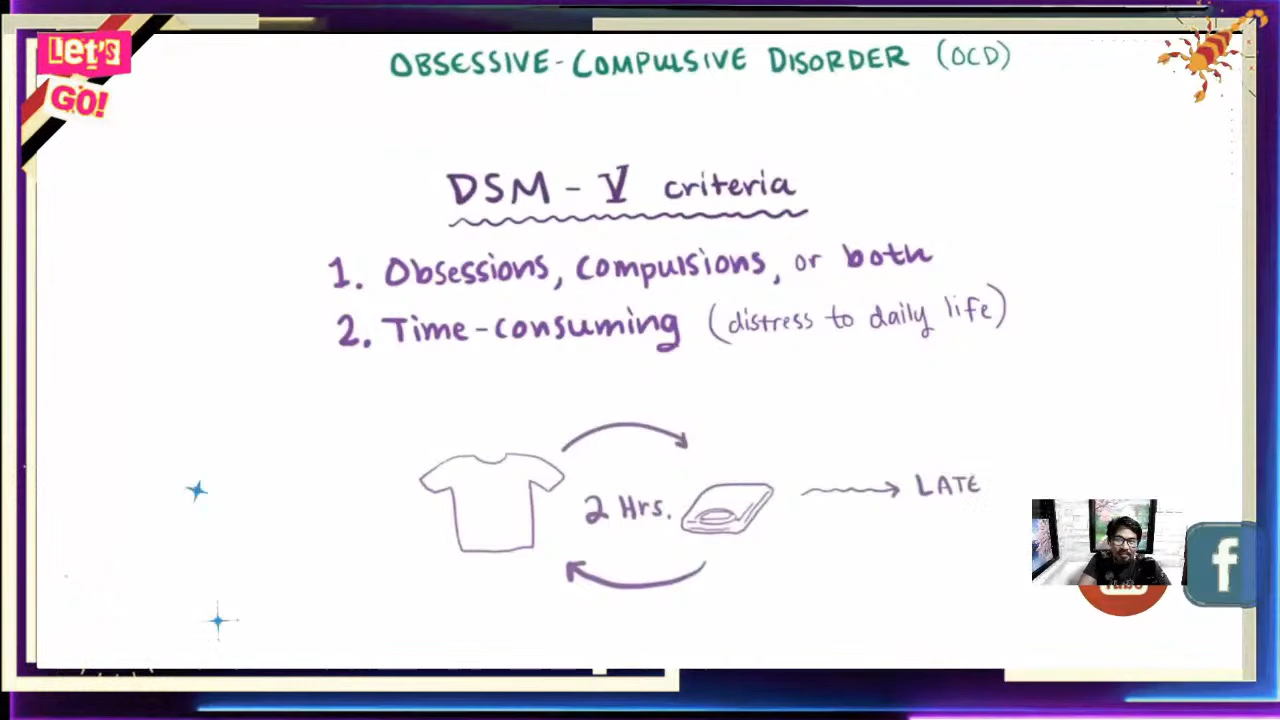 LET'S
GO!
OBSESSIVE-COMPULSIVE DISORDER (OCD)
DSM - V criteria
1. Obsessions, Compulsions, or both
2. Time-consuming (distress to daily life)
2 Hrs.
LATE
Tube
f